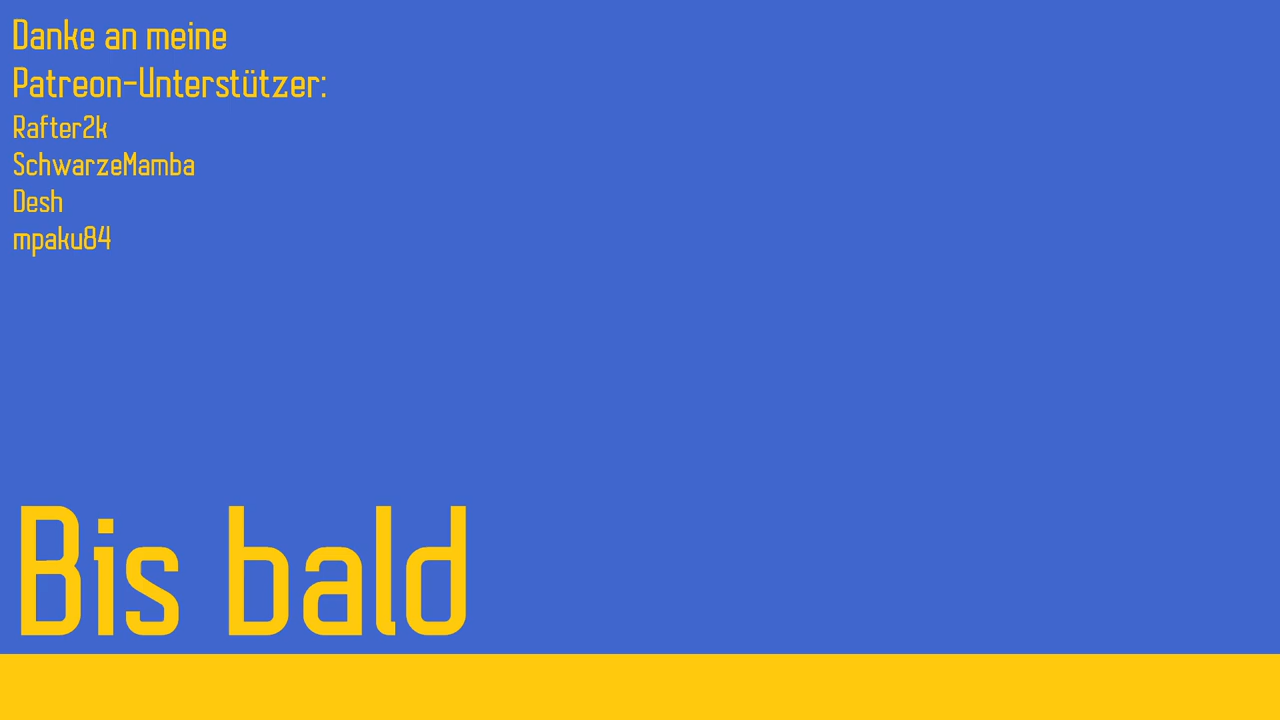 Danke an meine
Patreon-Unterstützer:
Rafter2k
SchwarzeMamba
Desh
mpaku84
Bis bald